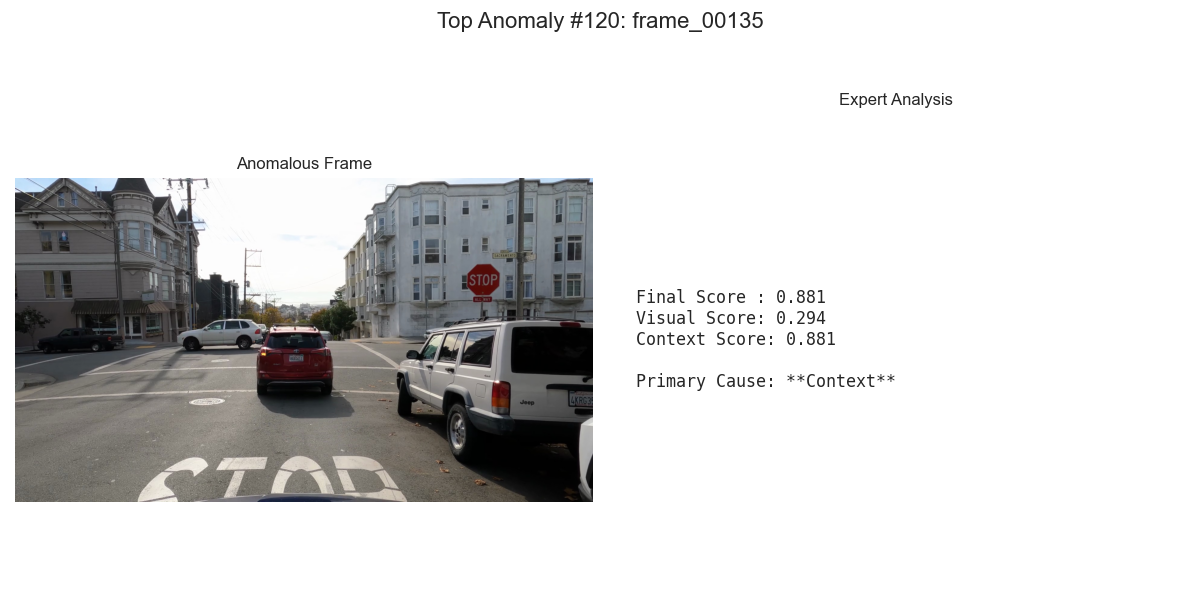 Top Anomaly #120: frame_00135
Expert Analysis
Anomalous Frame
STOP
Jeep
STOP
Final Score : 0.881
Visual Score: 0.294
Context Score: 0.881
Primary Cause: **Context**